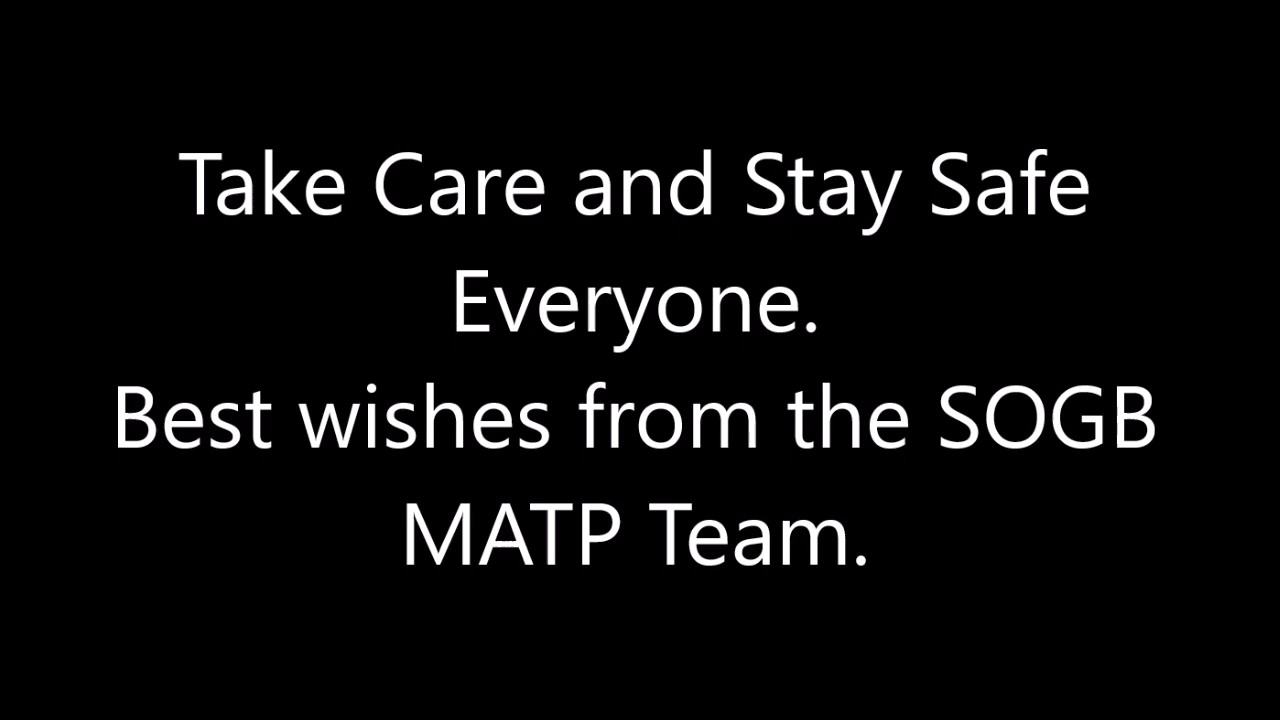 Take Care and Stay Safe
Everyone.
Best wishes from the SOGB
MATP Team.